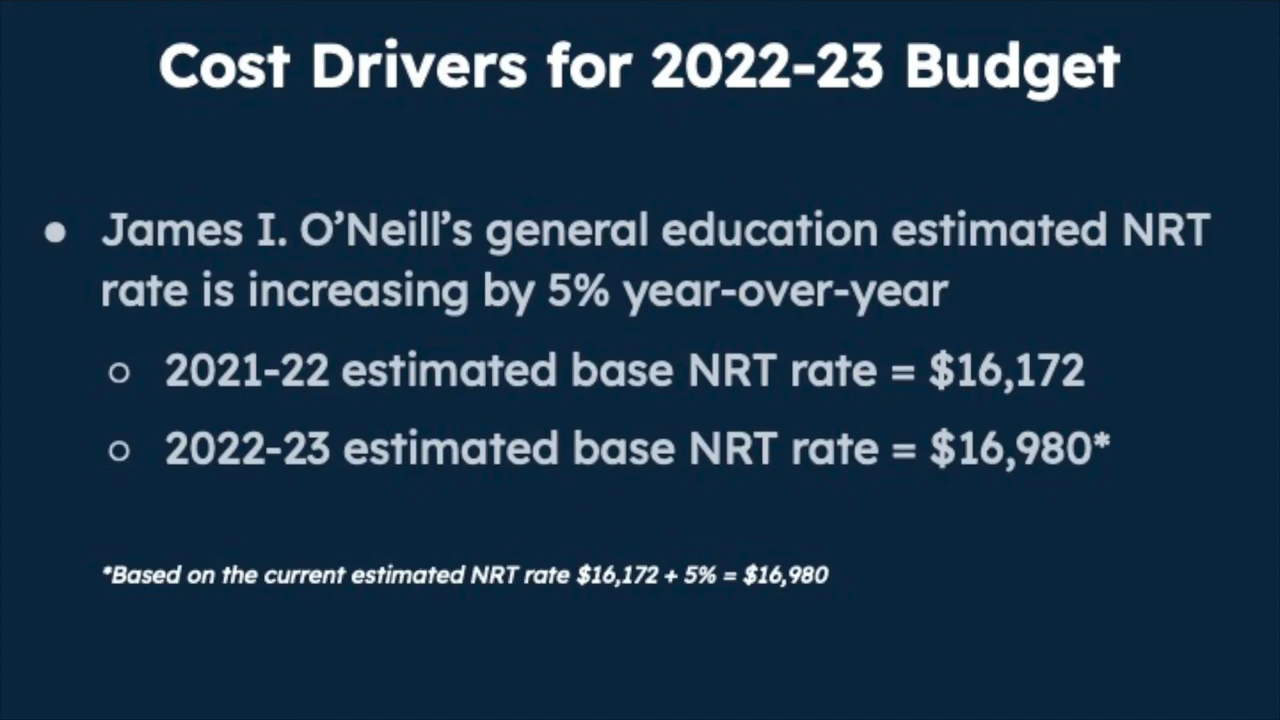 Cost Drivers for 2022-23 Budget
● James I. O’Neill’s general education estimated NRT
rate is increasing by 5% year-over-year
○ 2021-22 estimated base NRT rate = $16,172
○ 2022-23 estimated base NRT rate = $16,980*
*Based on the current estimated NRT rate $16,172 + 5% = $16,980